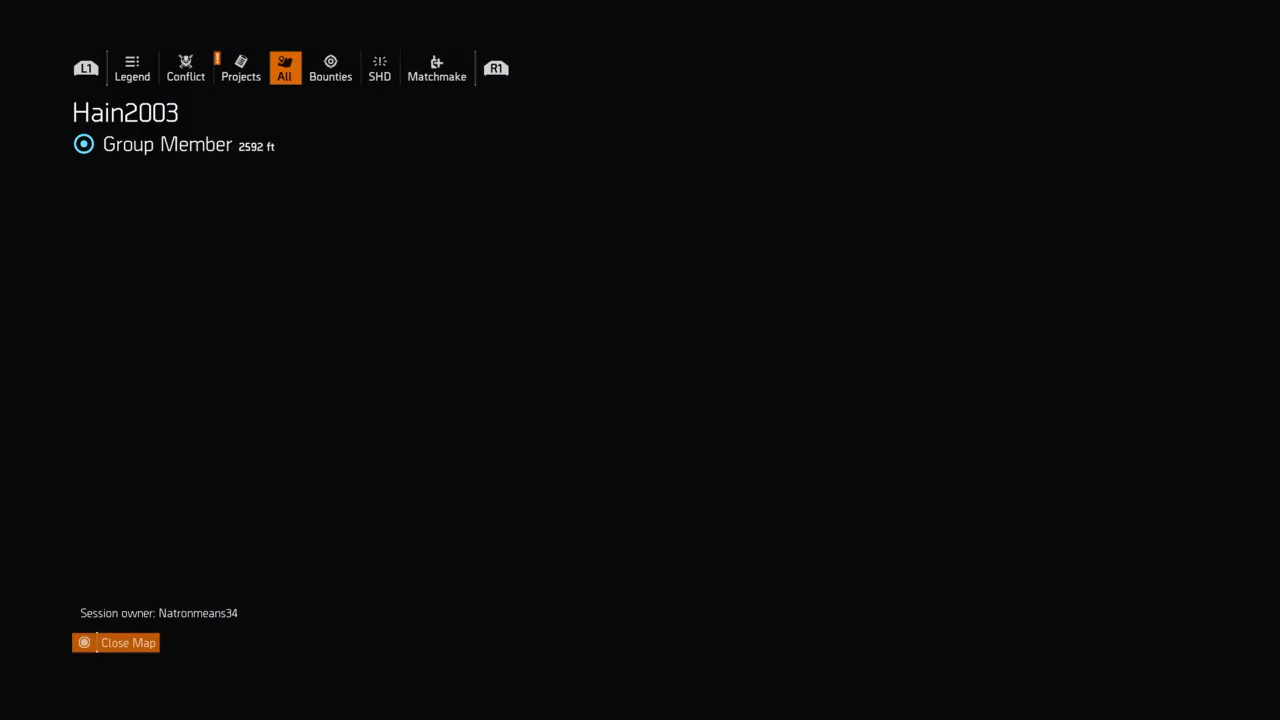 L1 Legend Conflict Projects All Bounties SHD Matchmake R1
Hain2003
Group Member 2592 ft
Session owner: Natronmeans34
Close Map